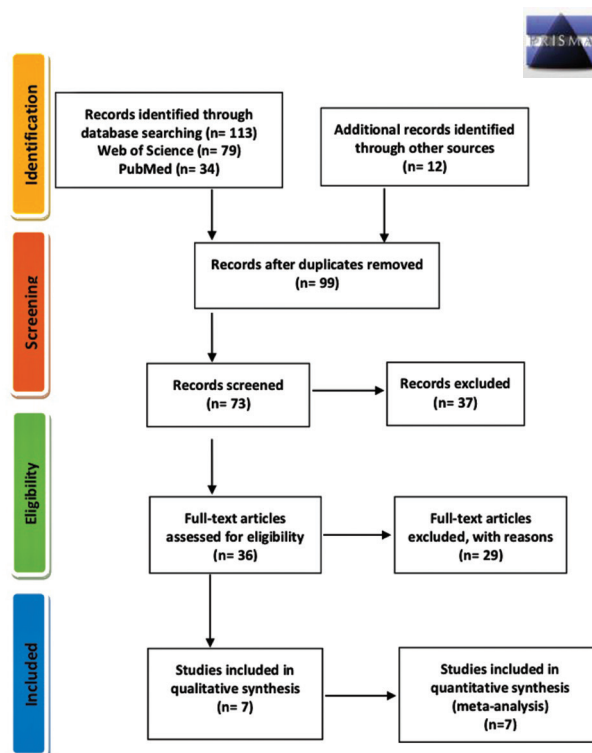 PRISMA
Identification
Records identified through
database searching (n= 113)
Web of Science (n= 79)
PubMed (n= 34)
Additional records identified
through other sources
(n= 12)
Screening
Records after duplicates removed
(n= 99)
Records screened
(n= 73)
Records excluded
(n= 37)
Eligibility
Full-text articles
assessed for eligibility
(n= 36)
Full-text articles
excluded, with reasons
(n= 29)
Included
Studies included in
qualitative synthesis
(n= 7)
Studies included in
quantitative synthesis
(meta-analysis)
(n=7)